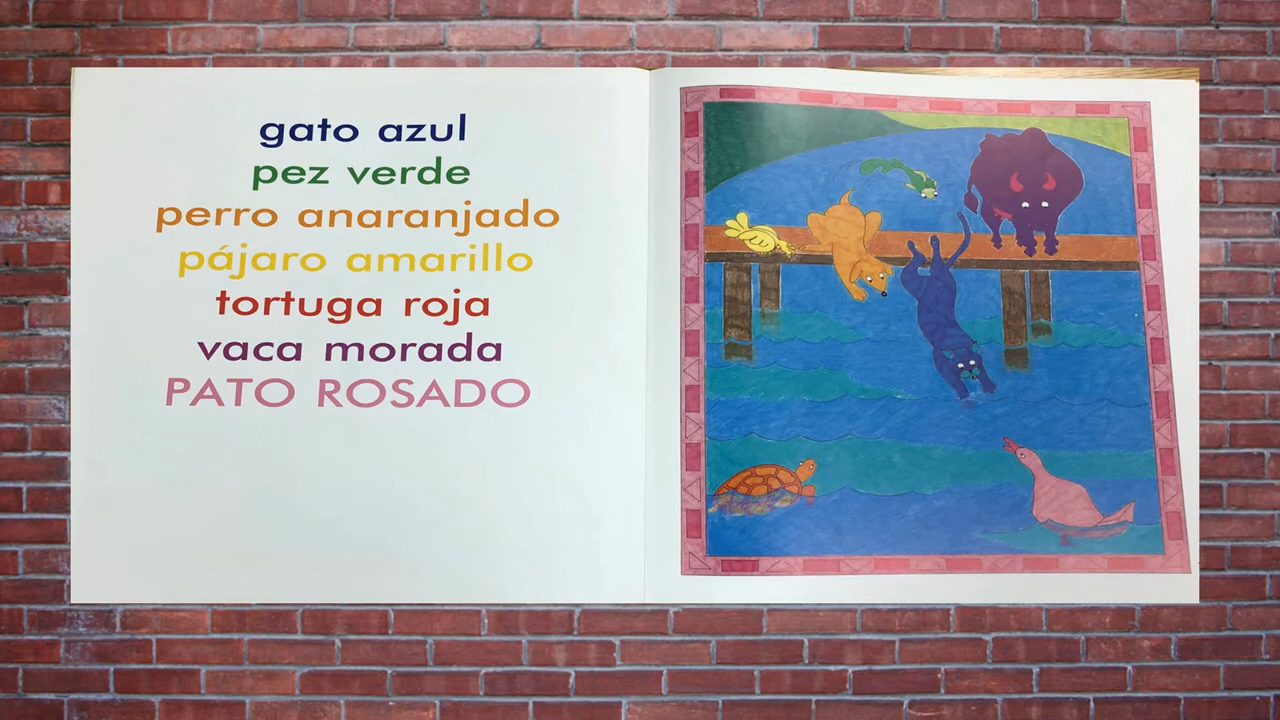 gato azul
pez verde
perro anaranjado
pájaro amarillo
tortuga roja
vaca morada
PATO ROSADO